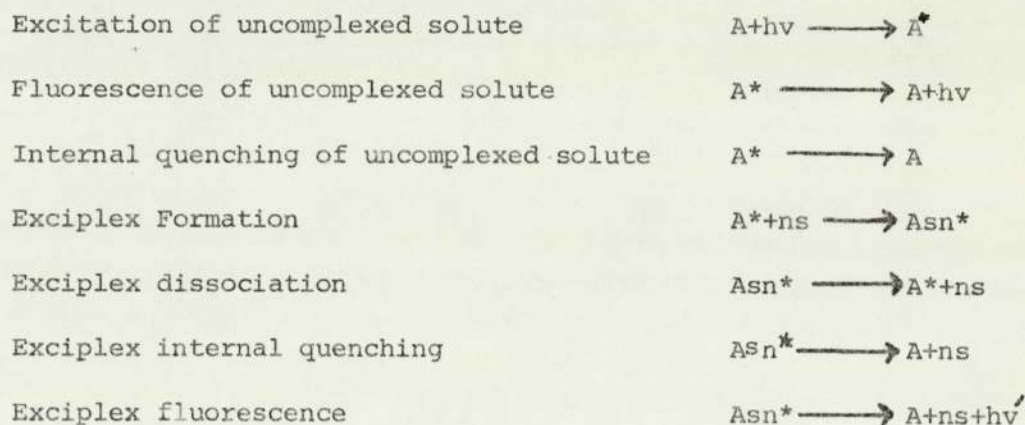 Excitation of uncomplexed solute A+hv ⟶ A*
Fluorescence of uncomplexed solute A* ⟶ A+hv
Internal quenching of uncomplexed solute A* ⟶ A
Exciplex Formation A*+ns ⟶ Asn*
Exciplex dissociation Asn* ⟶ A*+ns
Exciplex internal quenching Asn* ⟶ A+ns
Exciplex fluorescence Asn* ⟶ A+ns+hv′